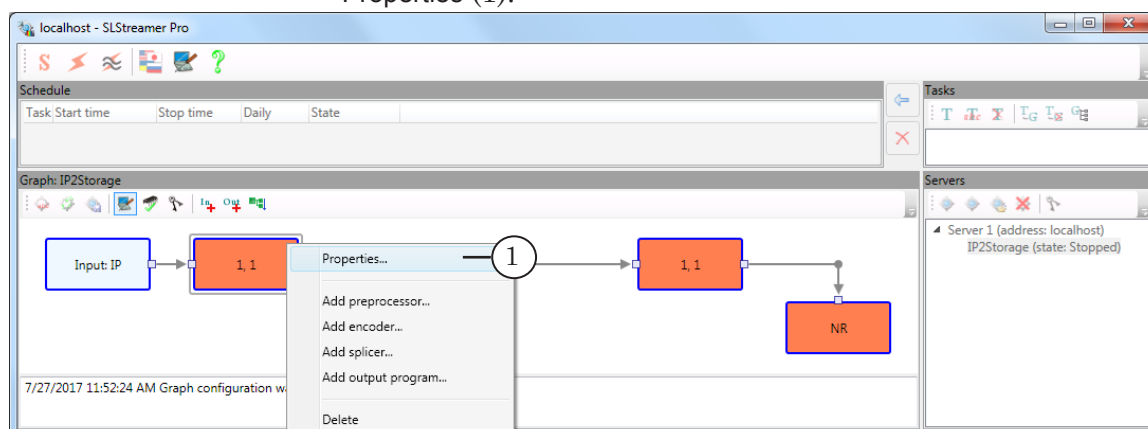 Properties (1).
localhost - SLStreamer Pro
Schedule
Task Start time Stop time Daily State
Tasks
Graph: IP2Storage
In Out
Servers
Server 1 (address: localhost)
IP2Storage (state: Stopped)
Input: IP
1, 1
Properties...
1
1, 1
Add preprocessor...
Add encoder...
Add splicer...
Add output program...
Delete
NR
7/27/2017 11:52:24 AM Graph configuration w